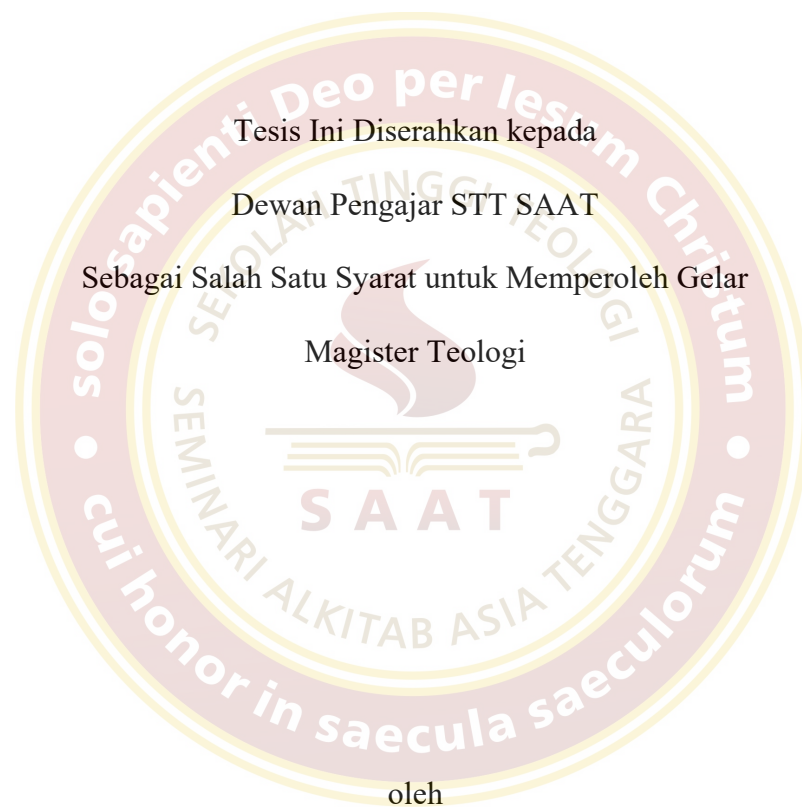 Tesis Ini Diserahkan kepada
Dewan Pengajar STT SAAT
Sebagai Salah Satu Syarat untuk Memperoleh Gelar
Magister Teologi
oleh
solo sapienti Deo per Iesum Christum
cui honor in saecula saeculorum
SEKOLAH TINGGI TEOLOGI
SEMINARI ALKITAB ASIA TENGGARA
SAAT